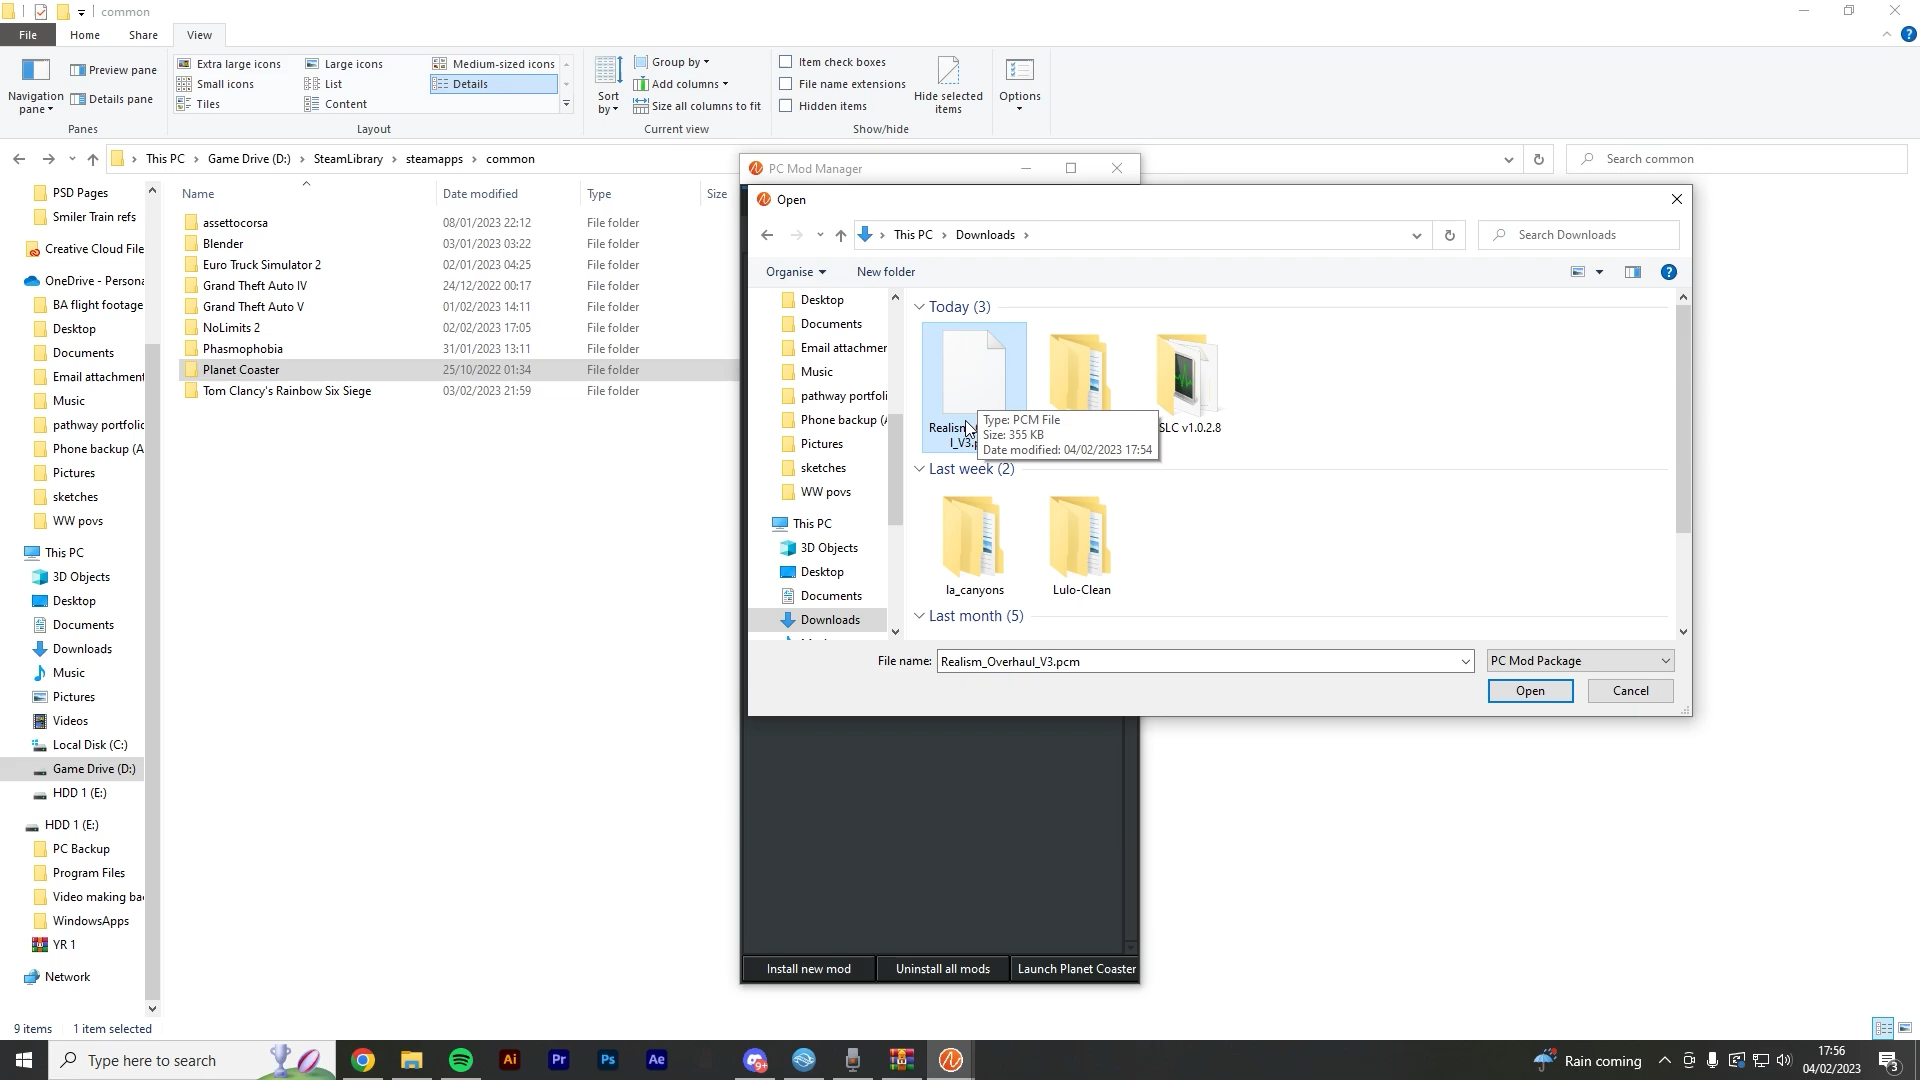 common
File Home Share View
Navigation pane
Preview pane
Details pane
Panes
Extra large icons Large icons Medium-sized icons
Small icons List Details
Tiles Content
Layout
Sort by
Group by
Add columns
Size all columns to fit
Current view
Item check boxes
File name extensions
Hidden items
Hide selected items
Show/hide
Options
This PC Game Drive (D:) SteamLibrary steamapps common
Search common
PSD Pages
Smiler Train refs
Creative Cloud File
OneDrive - Persona
BA flight footage
Desktop
Documents
Email attachment
Music
pathway portfolio
Phone backup (A
Pictures
sketches
WW povs
This PC
3D Objects
Desktop
Documents
Downloads
Music
Pictures
Videos
Local Disk (C:)
Game Drive (D:)
HDD 1 (E:)
HDD 1 (E:)
PC Backup
Program Files
Video making ba
WindowsApps
YR 1
Network
9 items 1 item selected
Name Date modified Type Size
assettocorsa 08/01/2023 22:12 File folder
Blender 03/01/2023 03:22 File folder
Euro Truck Simulator 2 02/01/2023 04:25 File folder
Grand Theft Auto IV 24/12/2022 00:17 File folder
Grand Theft Auto V 01/02/2023 14:11 File folder
NoLimits 2 02/02/2023 17:05 File folder
Phasmophobia 31/01/2023 13:11 File folder
Planet Coaster 25/10/2022 01:34 File folder
Tom Clancy's Rainbow Six Siege 03/02/2023 21:59 File folder
PC Mod Manager
Open
This PC Downloads
Search Downloads
Organise New folder
Desktop
Documents
Email attachmer
Music
pathway portfoli
Phone backup (A
Pictures
sketches
WW povs
This PC
3D Objects
Desktop
Documents
Downloads
Today (3)
Realism
l_V3.p
SLC v1.0.2.8
Type: PCM File
Size: 355 KB
Date modified: 04/02/2023 17:54
Last week (2)
la_canyons
Lulo-Clean
Last month (5)
File name: Realism_Overhaul_V3.pcm
PC Mod Package
Open Cancel
Install new mod Uninstall all mods Launch Planet Coaster
Type here to search
Ai Pr Ps Ae
9+
Rain coming
17:56
04/02/2023
3